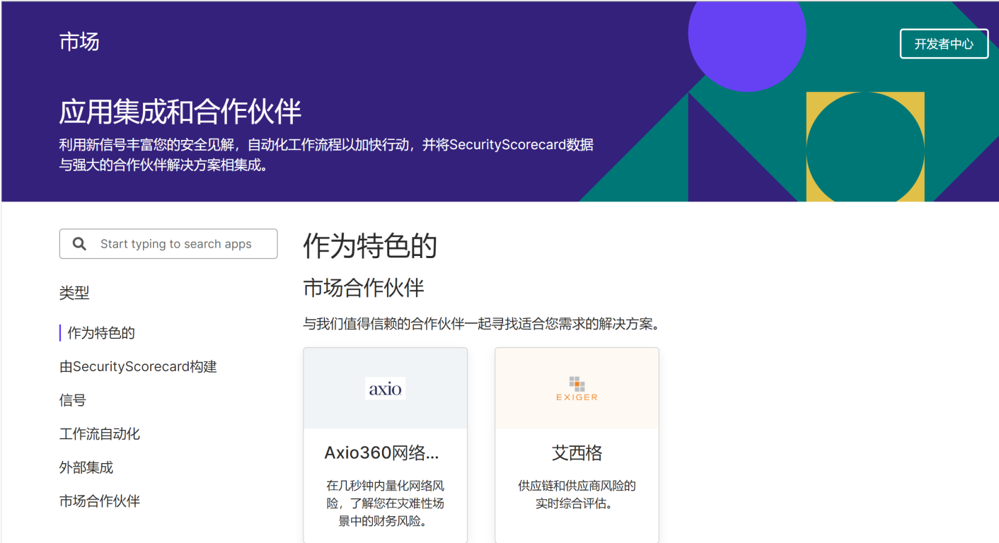 市场
开发者中心
应用集成和合作伙伴
利用新信号丰富您的安全见解，自动化工作流程以加快行动，并将SecurityScorecard数据
与强大的合作伙伴解决方案相集成。
Start typing to search apps
类型
作为特色的
由SecurityScorecard构建
信号
工作流自动化
外部集成
市场合作伙伴
作为特色的
市场合作伙伴
与我们值得信赖的合作伙伴一起寻找适合您需求的解决方案。
axio
Axio360网络...
在几秒钟内量化网络风
险，了解您在灾难性场
景中的财务风险。
EXIGER
艾西格
供应链和供应商风险的
实时综合评估。